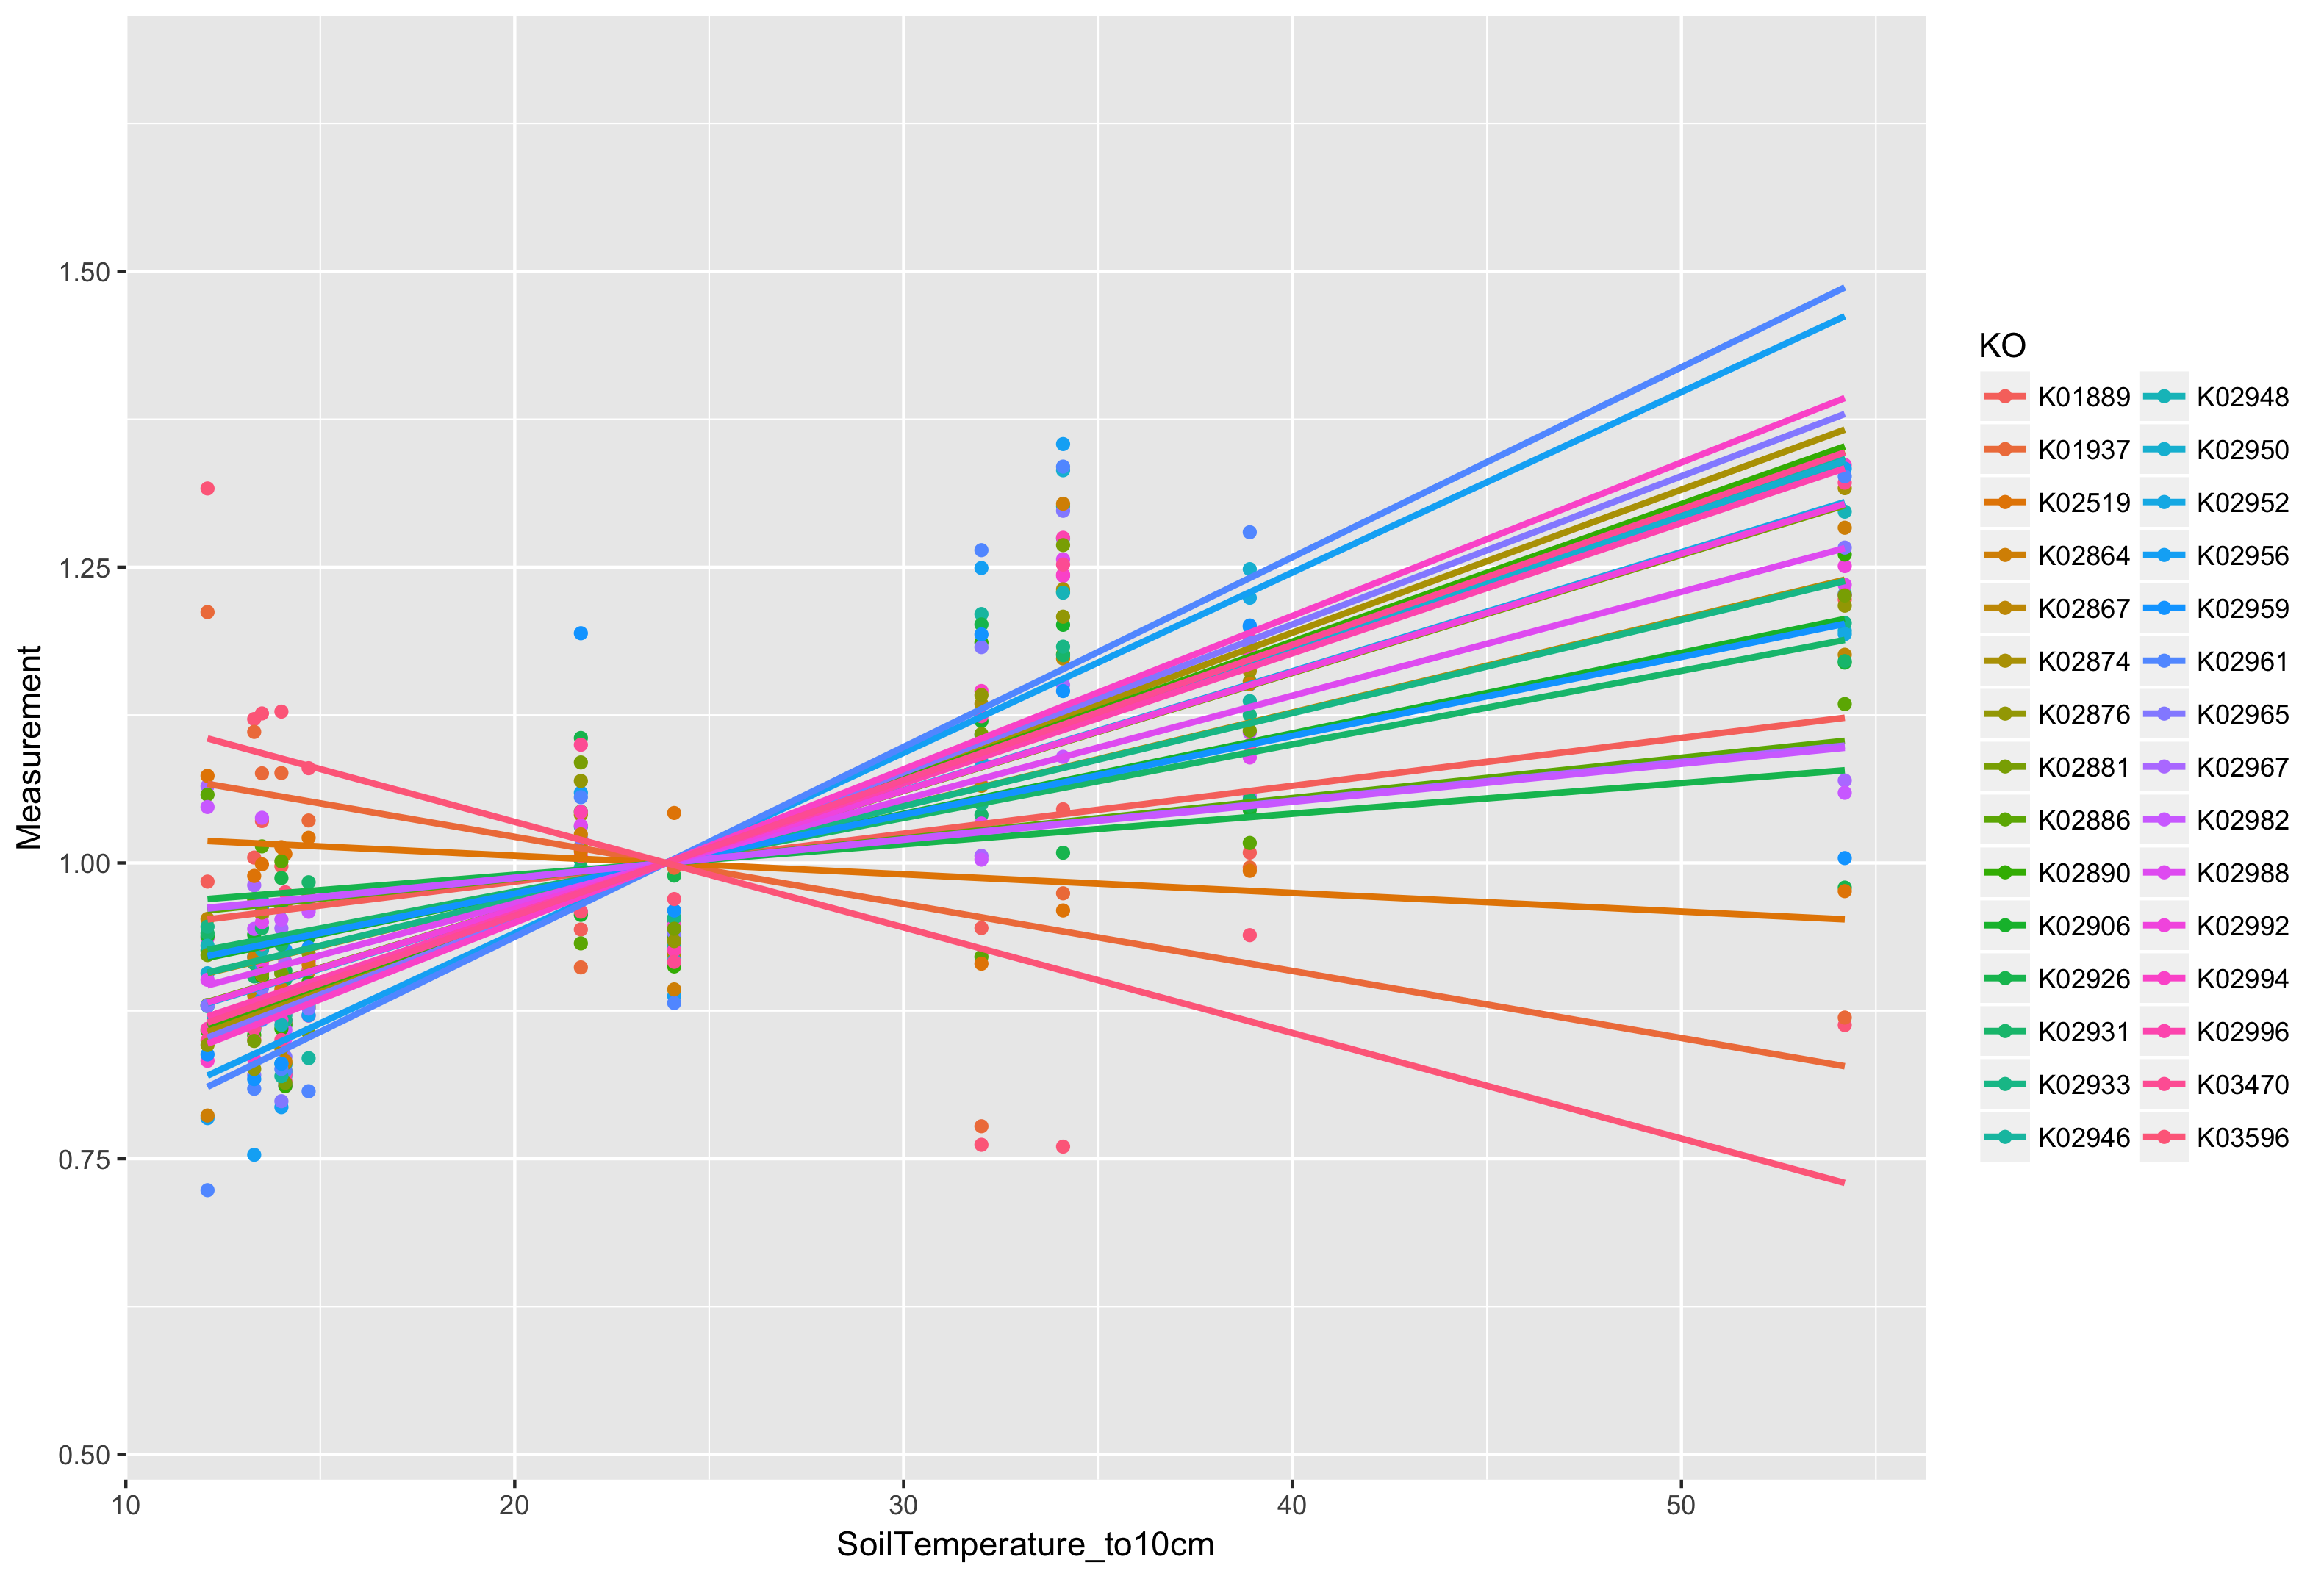 Measurement
1.50
1.25
1.00
0.75
0.50
10 20 30 40 50
SoilTemperature_to10cm
KO
K01889 K02948
K01937 K02950
K02519 K02952
K02864 K02956
K02867 K02959
K02874 K02961
K02876 K02965
K02881 K02967
K02886 K02982
K02890 K02988
K02906 K02992
K02926 K02994
K02931 K02996
K02933 K03470
K02946 K03596